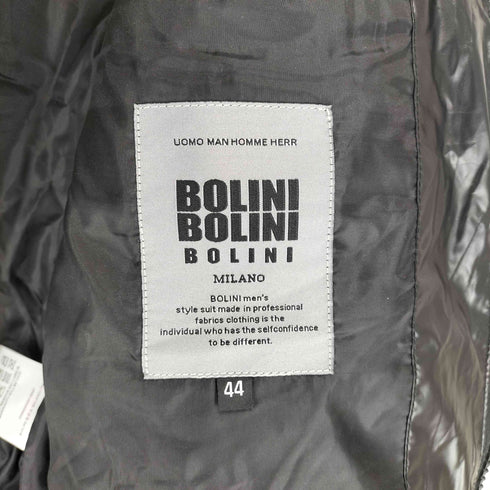 UOMO MAN HOMME HERR
BOLINI
BOLINI
BOLINI
MILANO
BOLINI men's
style suit made in professional
fabrics clothing is the
individual who has the selfconfidence
to be different.
44